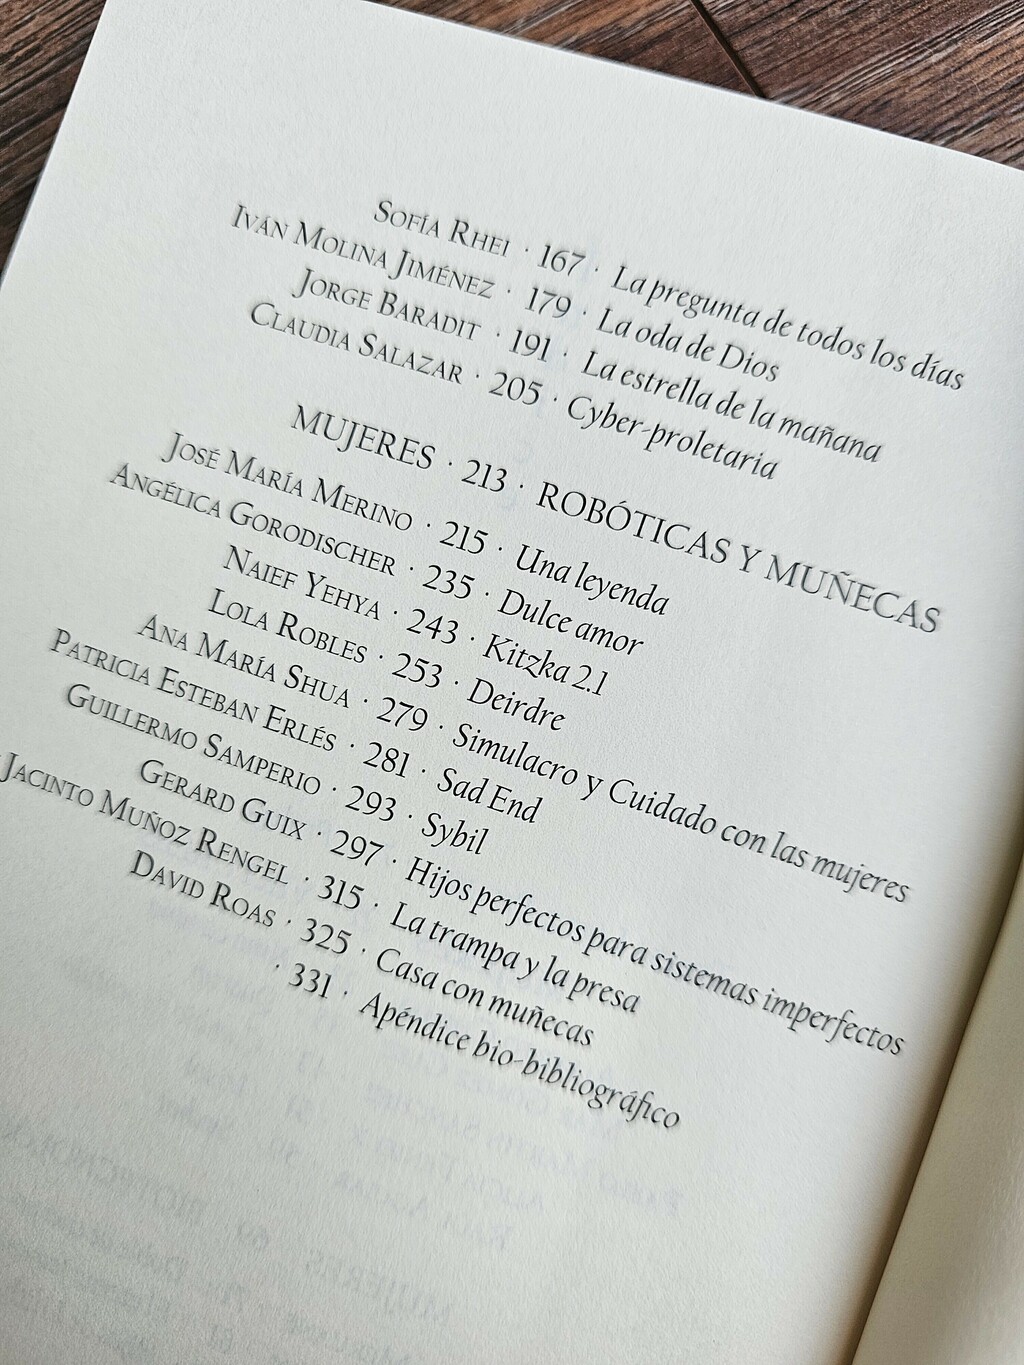 Sofía Rhei · 167 · La pregunta de todos los días
Iván Molina Jiménez · 179 · La oda de Dios
Jorge Baradit · 191 · La estrella de la mañana
Claudia Salazar · 205 · Cyber-proletaria
MUJERES · 213 · ROBÓTICAS Y MUÑECAS
José María Merino · 215 · Una leyenda
Angélica Gorodischer · 235 · Dulce amor
Naief Yehya · 243 · Kitzka 2.1
Lola Robles · 253 · Deirdre
Ana María Shua · 279 · Simulacro y Cuidado con las mujeres
Patricia Esteban Erlés · 281 · Sad End
Guillermo Samperio · 293 · Sybil
Gerard Guix · 297 · Hijos perfectos para sistemas imperfectos
Jacinto Muñoz Rengel · 315 · La trampa y la presa
David Roas · 325 · Casa con muñecas
· 331 · Apéndice bio-bibliográfico